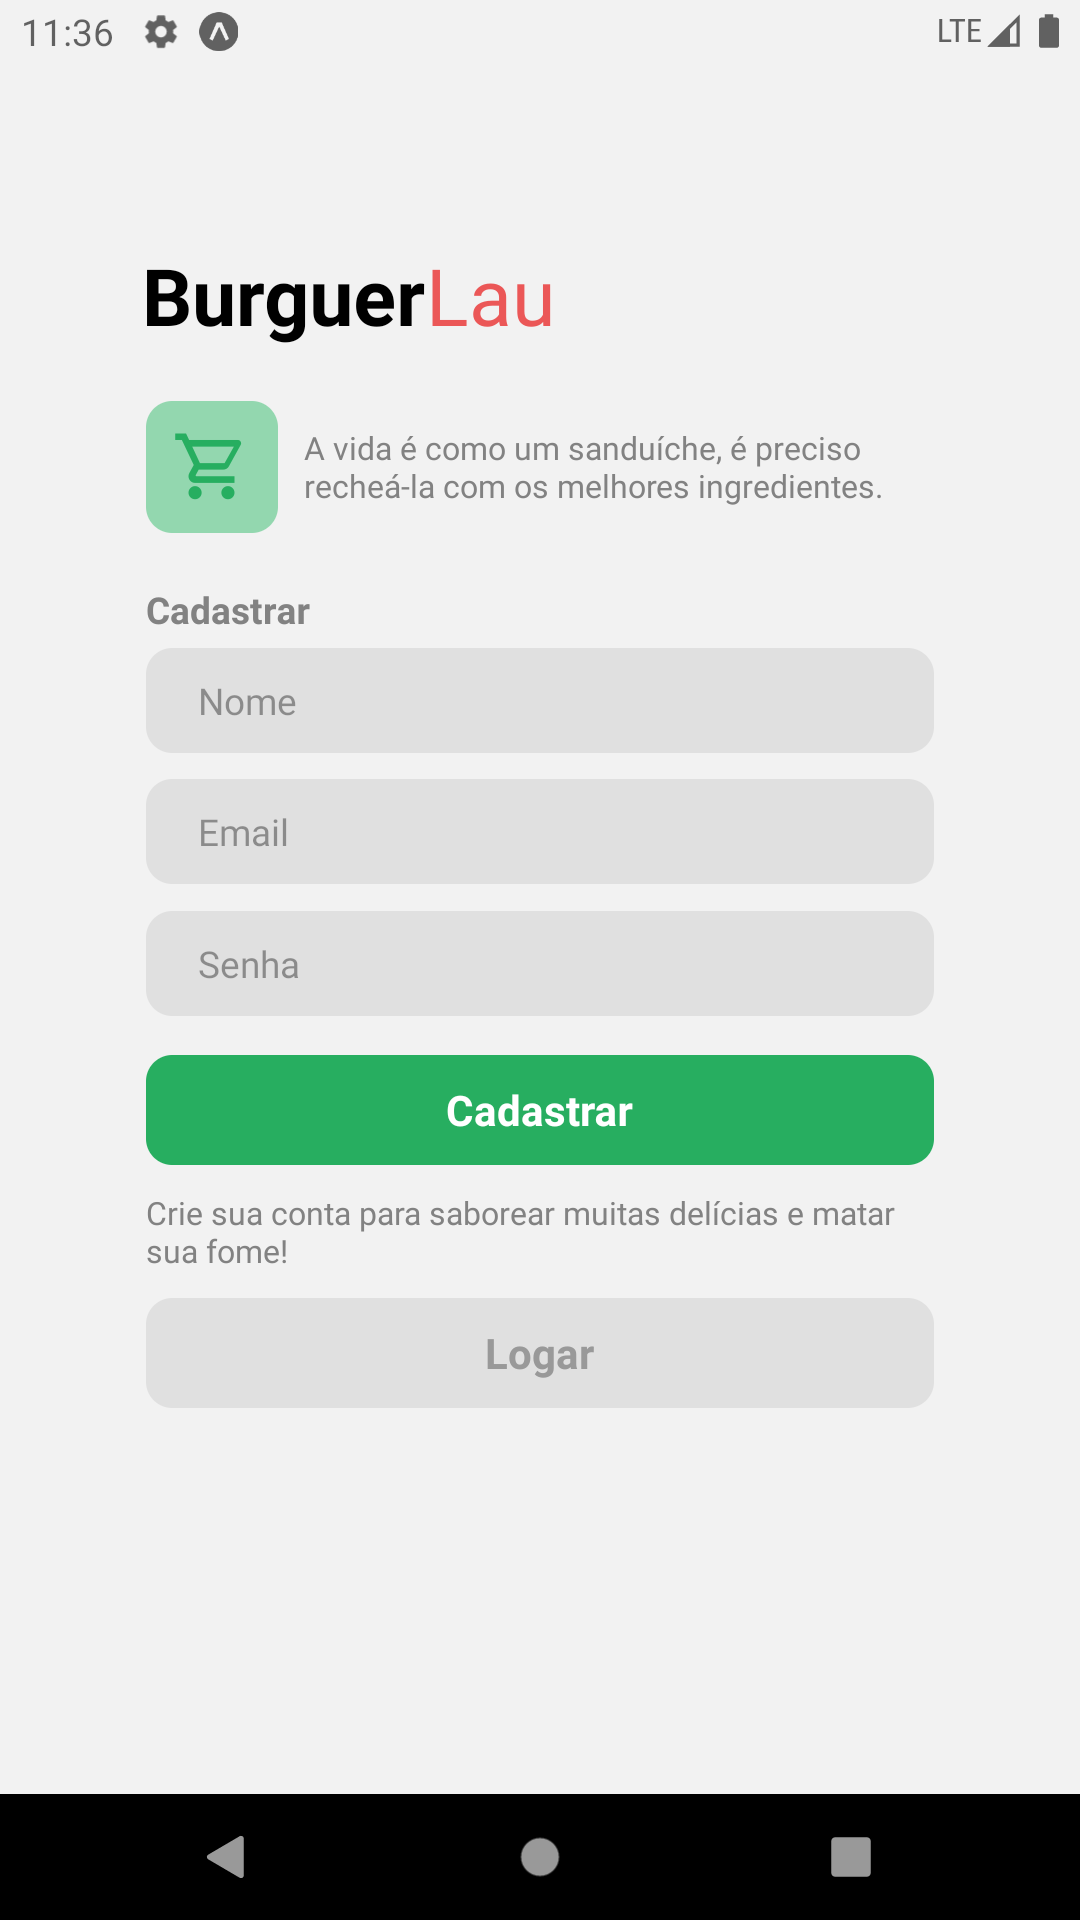 11:36 LTE
BurguerLau
A vida é como um sanduíche, é preciso
recheá-la com os melhores ingredientes.
Cadastrar
Nome
Email
Senha
Cadastrar
Crie sua conta para saborear muitas delícias e matar
sua fome!
Logar